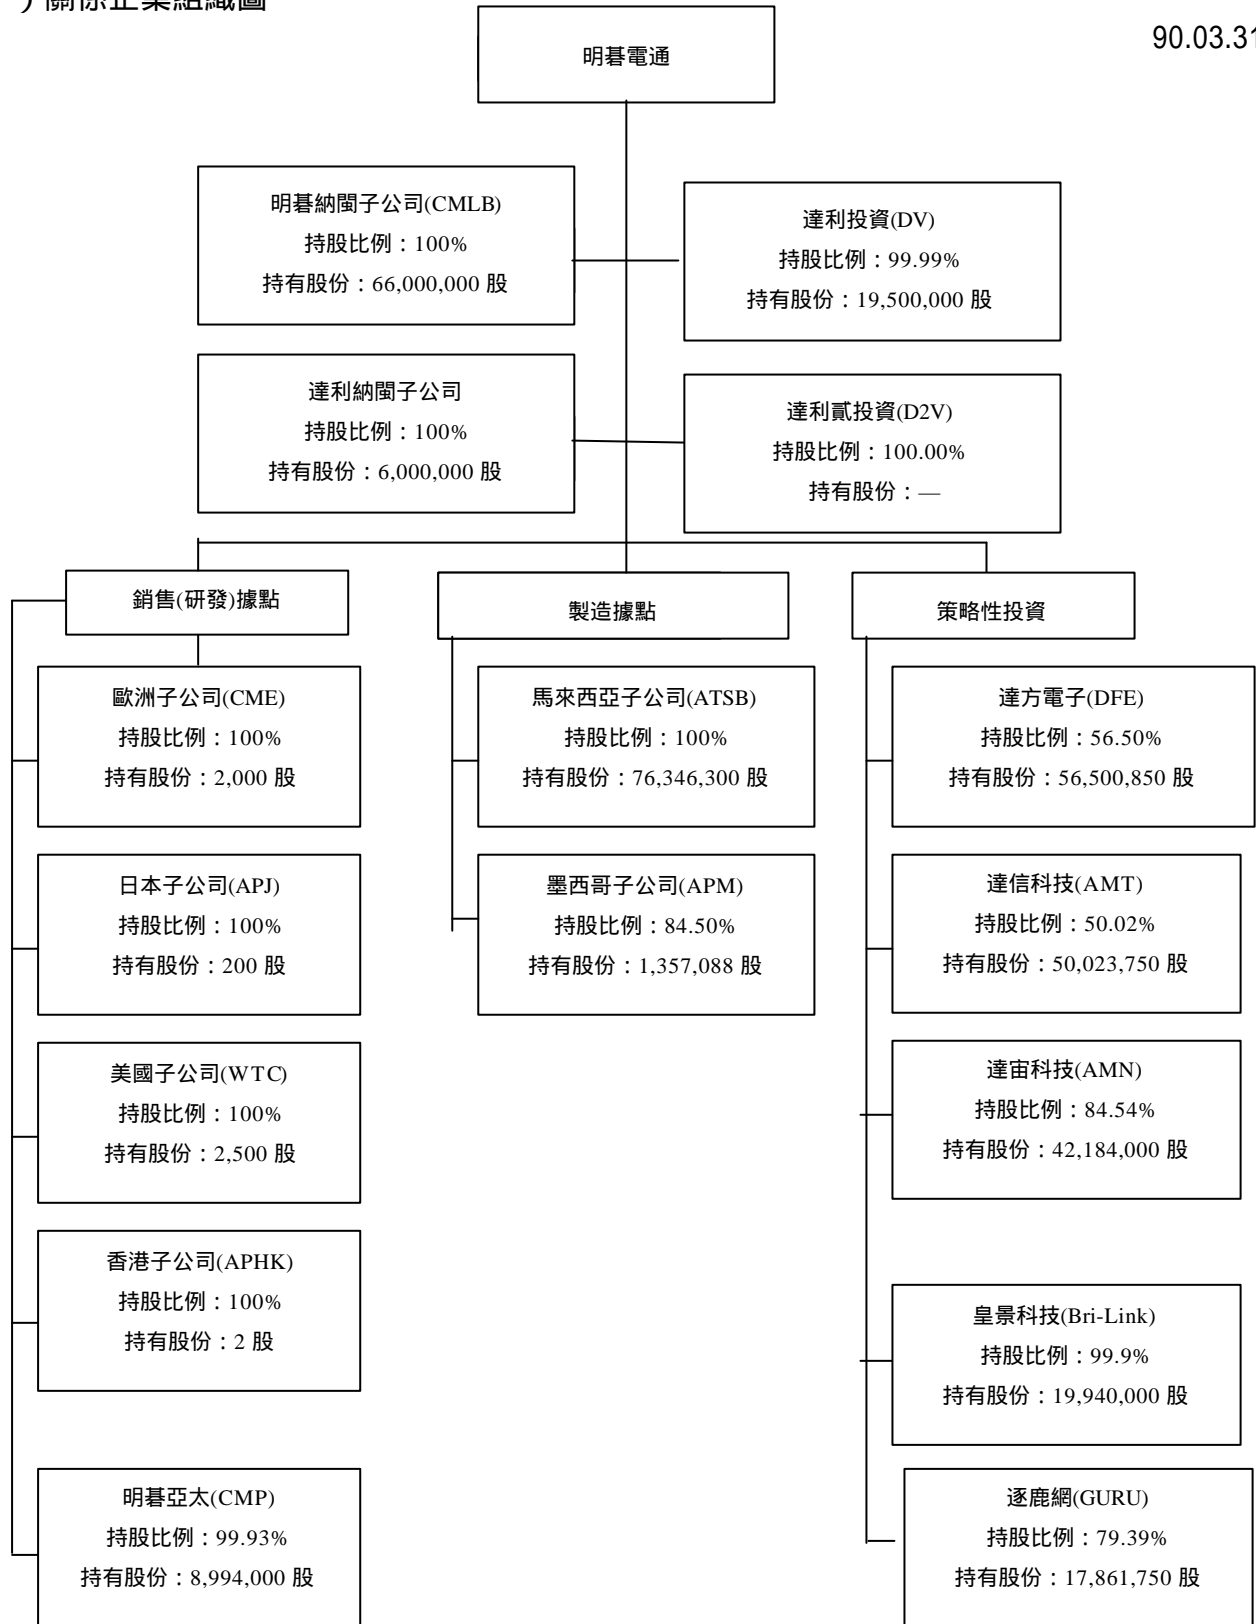 ) 關係企業組織圖
90.03.31
明碁電通
明碁納閩子公司(CMLB)
持股比例：100%
持有股份：66,000,000 股
達利投資(DV)
持股比例：99.99%
持有股份：19,500,000 股
達利納閩子公司
持股比例：100%
持有股份：6,000,000 股
達利貳投資(D2V)
持股比例：100.00%
持有股份：—
銷售(研發)據點
製造據點
策略性投資
歐洲子公司(CME)
持股比例：100%
持有股份：2,000 股
日本子公司(APJ)
持股比例：100%
持有股份：200 股
美國子公司(WTC)
持股比例：100%
持有股份：2,500 股
香港子公司(APHK)
持股比例：100%
持有股份：2 股
明碁亞太(CMP)
持股比例：99.93%
持有股份：8,994,000 股
馬來西亞子公司(ATSB)
持股比例：100%
持有股份：76,346,300 股
墨西哥子公司(APM)
持股比例：84.50%
持有股份：1,357,088 股
達方電子(DFE)
持股比例：56.50%
持有股份：56,500,850 股
達信科技(AMT)
持股比例：50.02%
持有股份：50,023,750 股
達宙科技(AMN)
持股比例：84.54%
持有股份：42,184,000 股
皇景科技(Bri-Link)
持股比例：99.9%
持有股份：19,940,000 股
逐鹿網(GURU)
持股比例：79.39%
持有股份：17,861,750 股